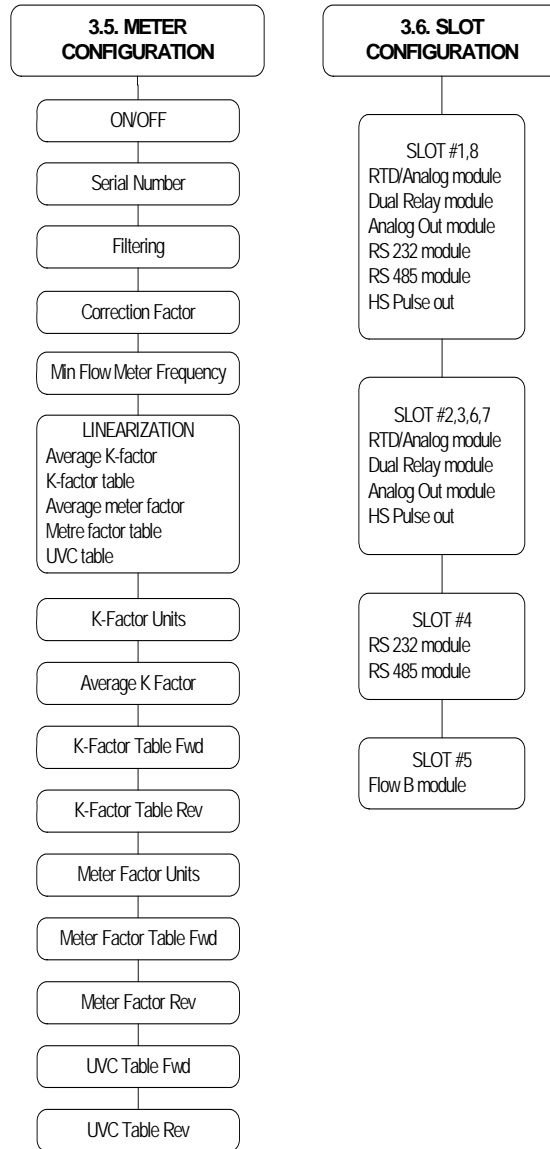 3.5. METER
CONFIGURATION
ON/OFF
Serial Number
Filtering
Correction Factor
Min Flow Meter Frequency
LINEARIZATION
Average K-factor
K-factor table
Average meter factor
Metre factor table
UVC table
K-Factor Units
Average K Factor
K-Factor Table Fwd
K-Factor Table Rev
Meter Factor Units
Meter Factor Table Fwd
Meter Factor Rev
UVC Table Fwd
UVC Table Rev
3.6. SLOT
CONFIGURATION
SLOT #1,8
RTD/Analog module
Dual Relay module
Analog Out module
RS 232 module
RS 485 module
HS Pulse out
SLOT #2,3,6,7
RTD/Analog module
Dual Relay module
Analog Out module
HS Pulse out
SLOT #4
RS 232 module
RS 485 module
SLOT #5
Flow B module